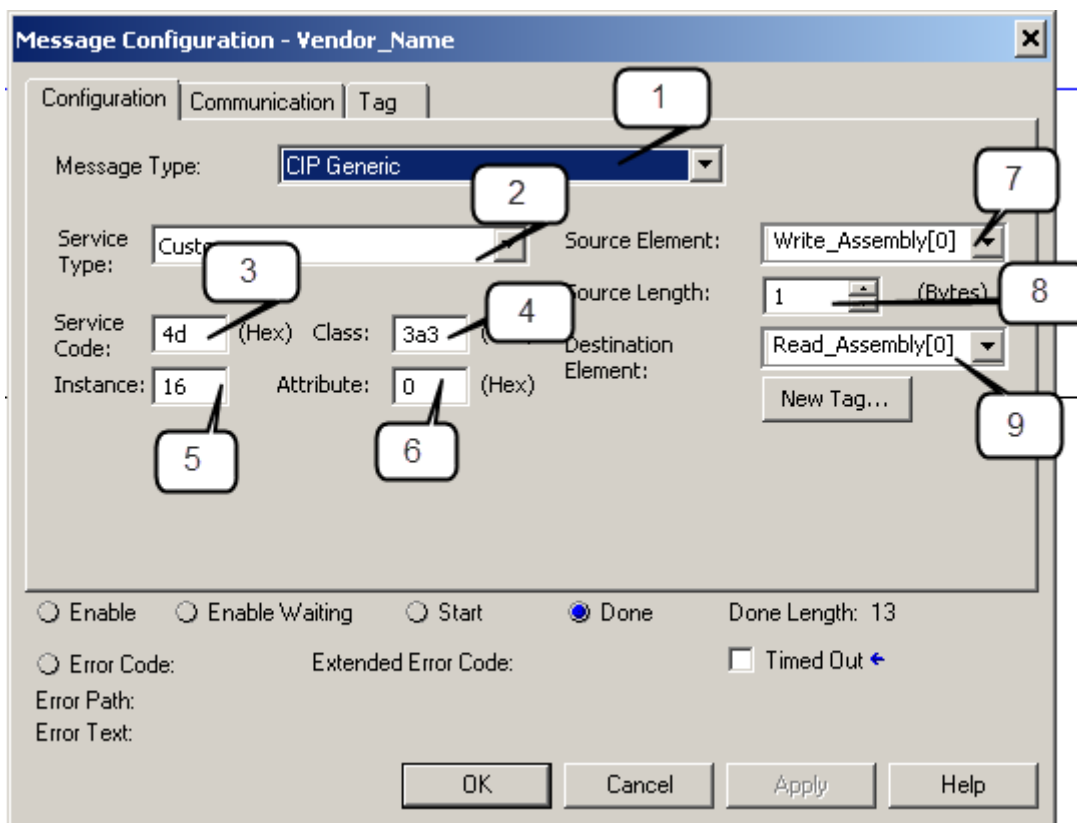 Message Configuration - Vendor_Name
Configuration Communication Tag
1
Message Type: CIP Generic
2
7
Service Type:
3
Source Element: Write_Assembly[0]
Source Length: 1 (Bytes)
8
Service Code: 4d (Hex) Class: 3a3
4
Destination Element: Read_Assembly[0]
Instance: 16 Attribute: 0 (Hex)
New Tag...
5
6
9
Enable Enable Waiting Start Done Done Length: 13
Error Code: Extended Error Code: Timed Out
Error Path:
Error Text:
OK Cancel Apply Help